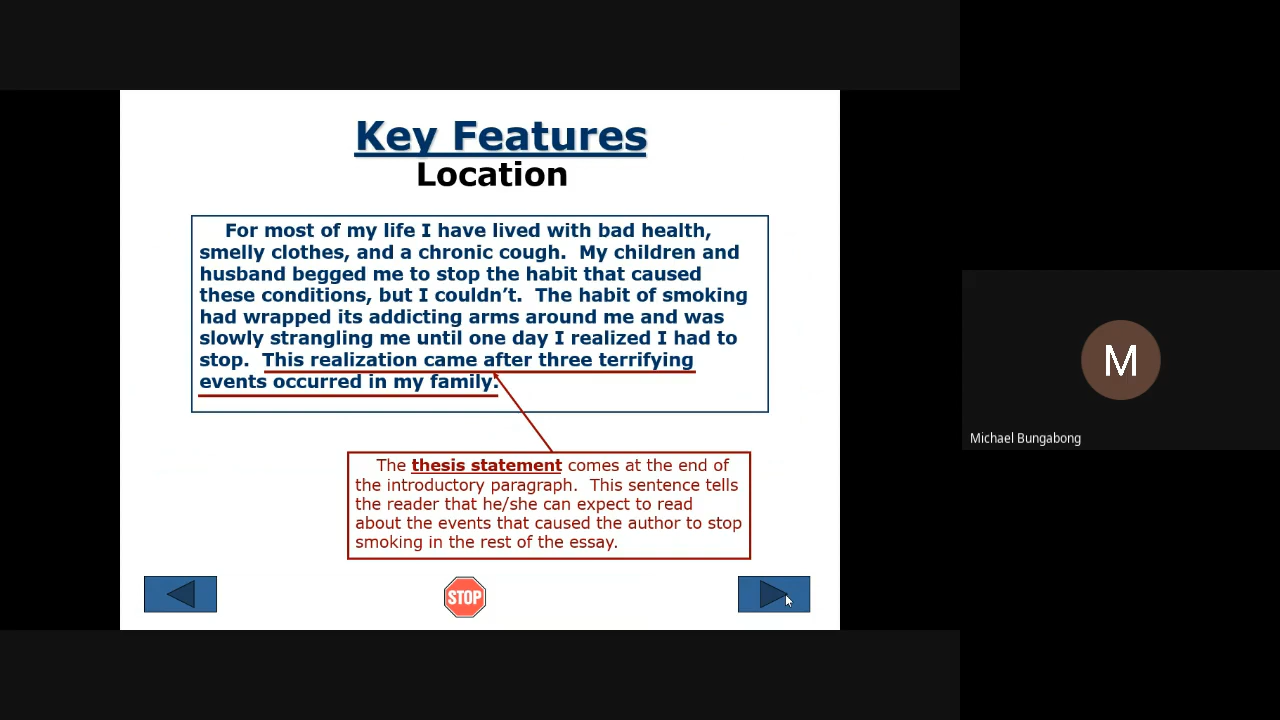 Key Features
Location
For most of my life I have lived with bad health,
smelly clothes, and a chronic cough.  My children and
husband begged me to stop the habit that caused
these conditions, but I couldn’t.  The habit of smoking
had wrapped its addicting arms around me and was
slowly strangling me until one day I realized I had to
stop.  This realization came after three terrifying
events occurred in my family.
The thesis statement comes at the end of
the introductory paragraph.  This sentence tells
the reader that he/she can expect to read
about the events that caused the author to stop
smoking in the rest of the essay.
STOP
M
Michael Bungabong